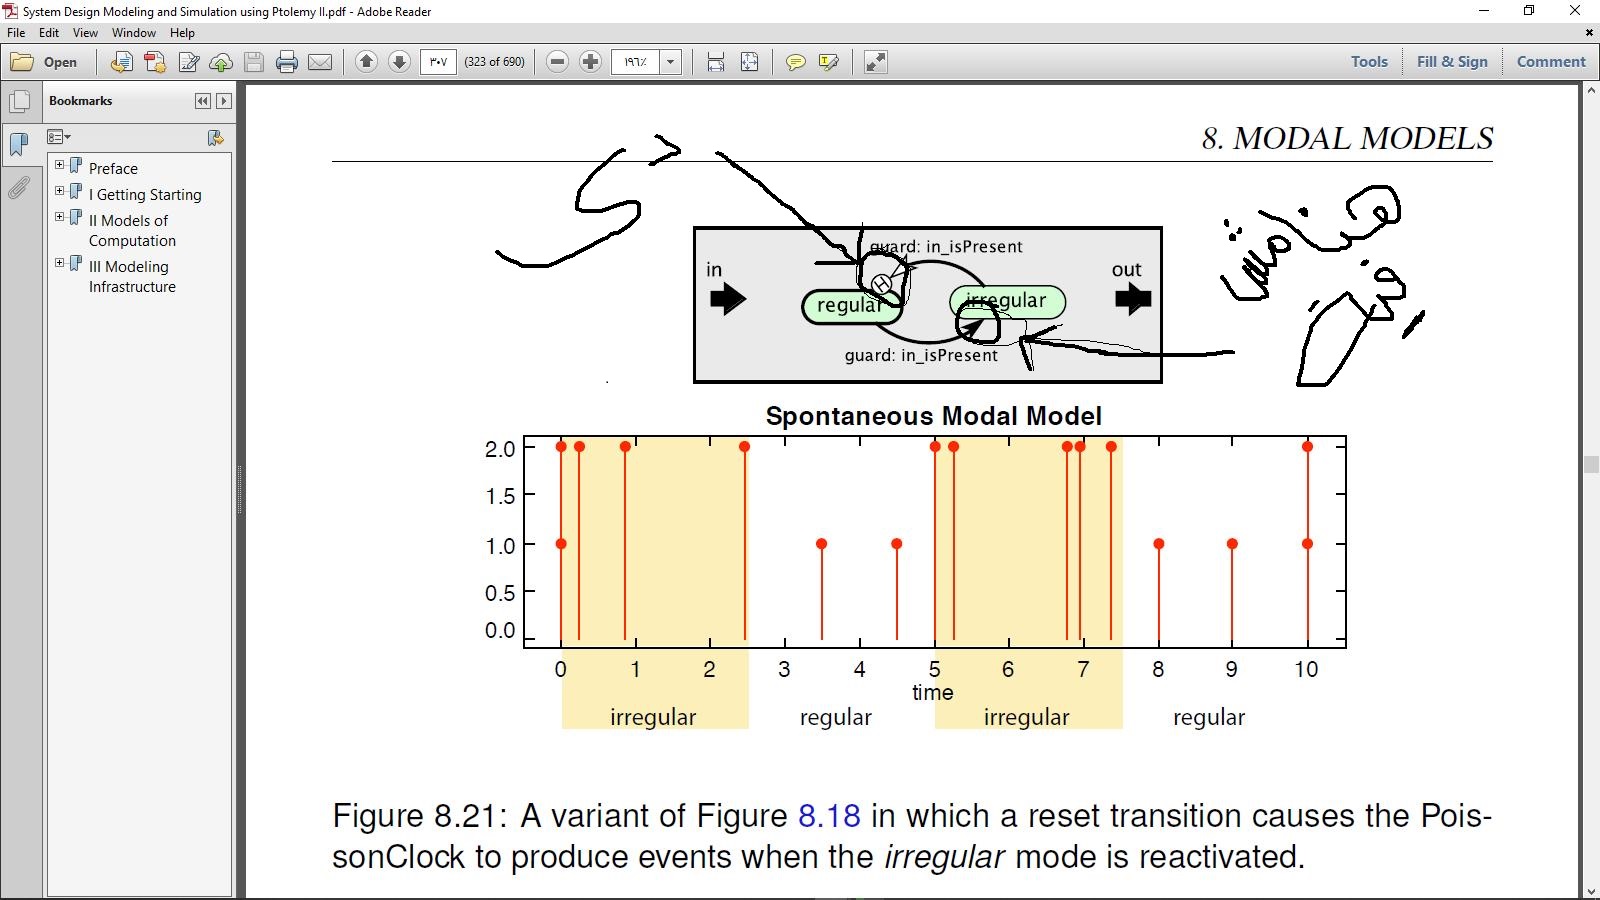 System Design Modeling and Simulation using Ptolemy II.pdf - Adobe Reader
File Edit View Window Help
Open ٣٠٧ (323 of 690) ١٩٦٪ Tools Fill & Sign Comment
Bookmarks
Preface
I Getting Starting
II Models of
Computation
III Modeling
Infrastructure
8. MODAL MODELS
guard: in_isPresent
in
out
H
regular
irregular
guard: in_isPresent
Spontaneous Modal Model
2.0
1.5
1.0
0.5
0.0
0 1 2 3 4 5 6 7 8 9 10
time
irregular regular irregular regular
Figure 8.21: A variant of Figure 8.18 in which a reset transition causes the Pois-
sonClock to produce events when the irregular mode is reactivated.